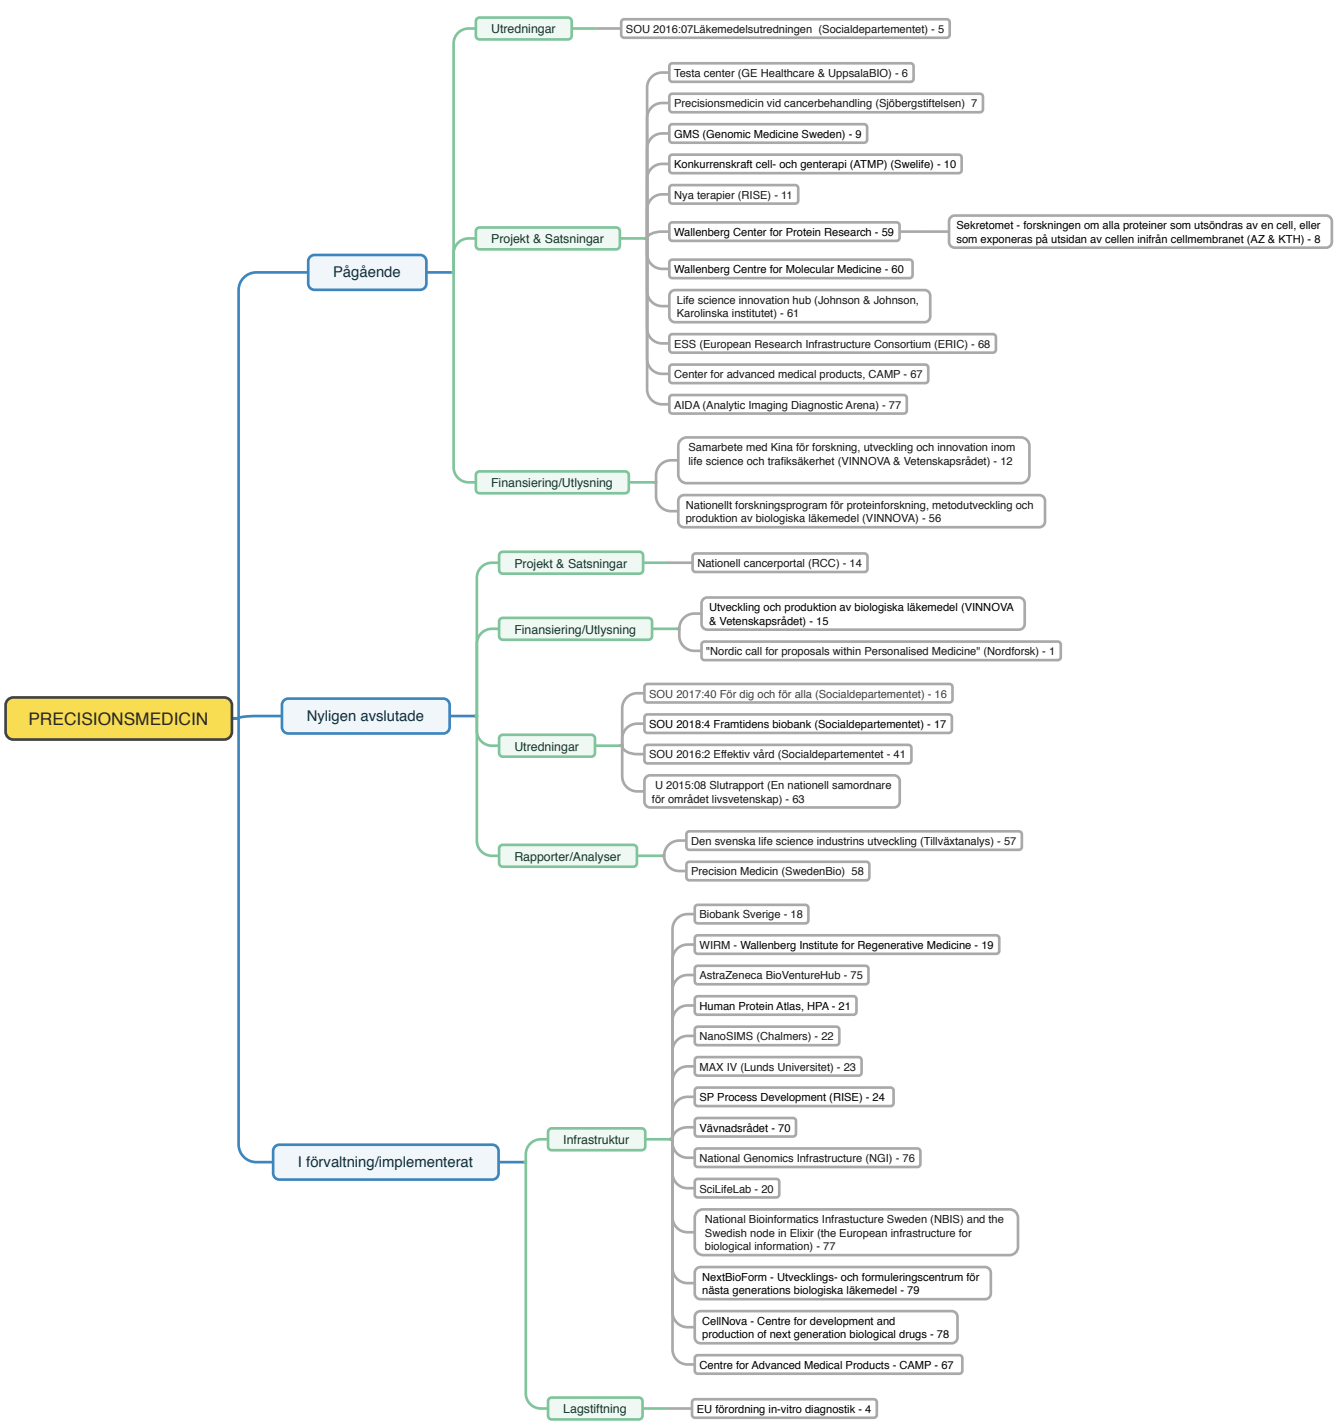 PRECISIONSMEDICIN
Pågående
Utredningar
SOU 2016:07Läkemedelsutredningen (Socialdepartementet) - 5
Projekt & Satsningar
Testa center (GE Healthcare & UppsalaBIO) - 6
Precisionsmedicin vid cancerbehandling (Sjöbergstiftelsen) 7
GMS (Genomic Medicine Sweden) - 9
Konkurrenskraft cell- och genterapi (ATMP) (Swelife) - 10
Nya terapier (RISE) - 11
Wallenberg Center for Protein Research - 59
Sekretomet - forskningen om alla proteiner som utsöndras av en cell, eller
som exponeras på utsidan av cellen inifrån cellmembranet (AZ & KTH) - 8
Wallenberg Centre for Molecular Medicine - 60
Life science innovation hub (Johnson & Johnson,
Karolinska institutet) - 61
ESS (European Research Infrastructure Consortium (ERIC) - 68
Center for advanced medical products, CAMP - 67
AIDA (Analytic Imaging Diagnostic Arena) - 77
Finansiering/Utlysning
Samarbete med Kina för forskning, utveckling och innovation inom
life science och trafiksäkerhet (VINNOVA & Vetenskapsrådet) - 12
Nationellt forskningsprogram för proteinforskning, metodutveckling och
produktion av biologiska läkemedel (VINNOVA) - 56
Nyligen avslutade
Projekt & Satsningar
Nationell cancerportal (RCC) - 14
Finansiering/Utlysning
Utveckling och produktion av biologiska läkemedel (VINNOVA
& Vetenskapsrådet) - 15
"Nordic call for proposals within Personalised Medicine" (Nordforsk) - 1
Utredningar
SOU 2017:40 För dig och för alla (Socialdepartementet) - 16
SOU 2018:4 Framtidens biobank (Socialdepartementet) - 17
SOU 2016:2 Effektiv vård (Socialdepartementet - 41
U 2015:08 Slutrapport (En nationell samordnare
för området livsvetenskap) - 63
Rapporter/Analyser
Den svenska life science industrins utveckling (Tillväxtanalys) - 57
Precision Medicin (SwedenBio) 58
I förvaltning/implementerat
Infrastruktur
Biobank Sverige - 18
WIRM - Wallenberg Institute for Regenerative Medicine - 19
AstraZeneca BioVentureHub - 75
Human Protein Atlas, HPA - 21
NanoSIMS (Chalmers) - 22
MAX IV (Lunds Universitet) - 23
SP Process Development (RISE) - 24
Vävnadsrådet - 70
National Genomics Infrastructure (NGI) - 76
SciLifeLab - 20
National Bioinformatics Infrastucture Sweden (NBIS) and the
Swedish node in Elixir (the European infrastructure for
biological information) - 77
NextBioForm - Utvecklings- och formuleringscentrum för
nästa generations biologiska läkemedel - 79
CellNova - Centre for development and
production of next generation biological drugs - 78
Centre for Advanced Medical Products - CAMP - 67
Lagstiftning
EU förordning in-vitro diagnostik - 4